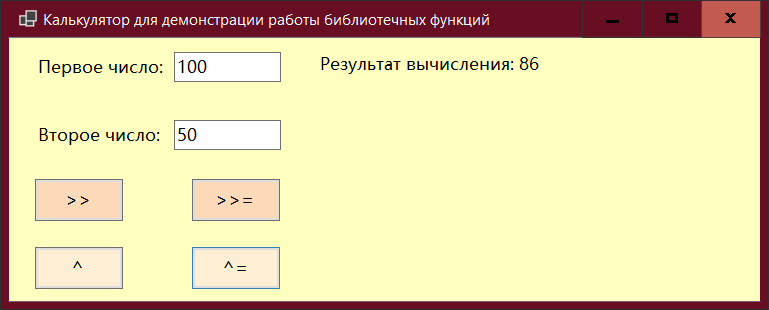 Калькулятор для демонстрации работы библиотечных функций
Первое число: 100
Результат вычисления: 86
Второе число: 50
>> >>=
^ ^=